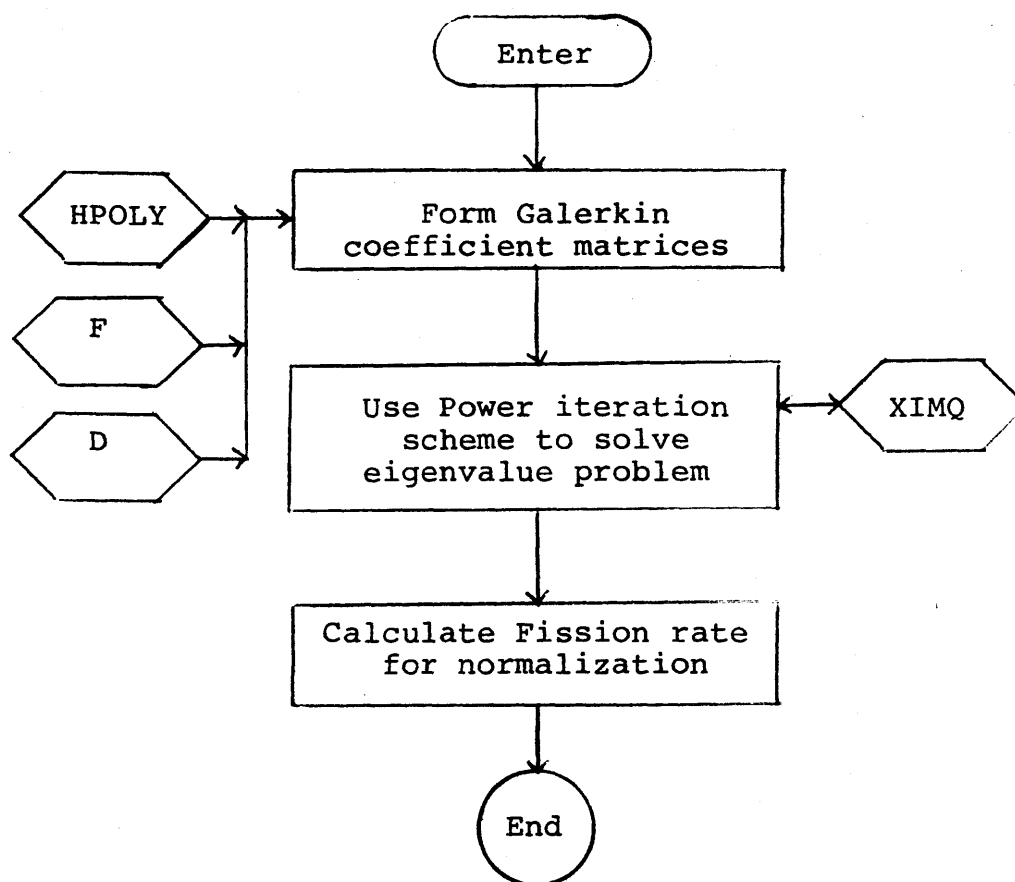 Enter
HPOLY
Form Galerkin
coefficient matrices
F
D
Use Power iteration
scheme to solve
eigenvalue problem
XIMQ
Calculate Fission rate
for normalization
End